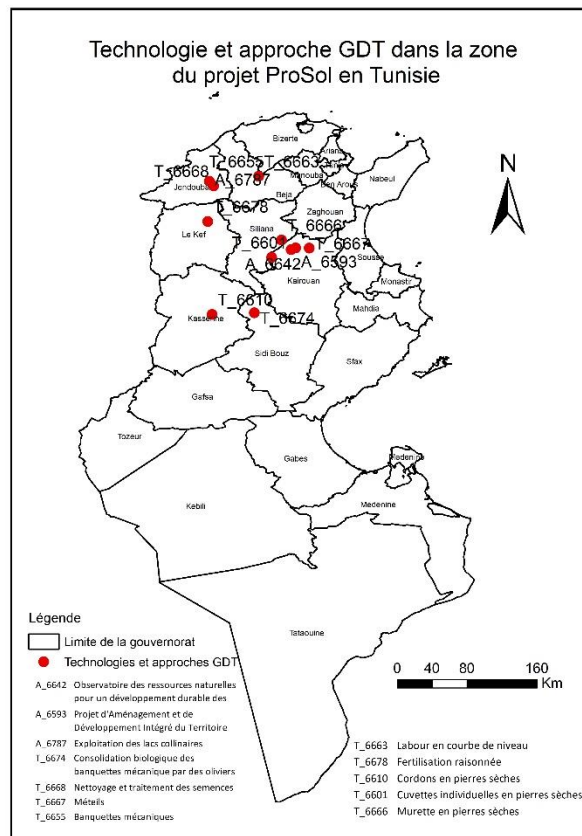 Technologie et approche GDT dans la zone
du projet ProSol en Tunisie
N
Bizerte
Ariana
T_6655
T_6663
Manouba
T_6668
A_6787
Ben Arous
Nabeul
Jendouba
Beja
T_6678
Zaghouan
T_6666
Le Kef
Siliana
T_6601
T_6667
Sousse
A_6642
A_6593
Kairouan
Monastir
T_6610
Mahdia
Kasserine
T_6674
Sidi Bouz
Sfax
Gafsa
Tozeur
Gabes
Medenine
Kebili
Medenine
Tataouine
Légende
Limite de la gouvernorat
Technologies et approches GDT
0 40 80 160
Km
A_6642 Observatoire des ressources naturelles
pour un développement durable des
A_6593 Projet d'Aménagement et de
Développement Intégré du Territoire
A_6787 Exploitation des lacs collinaires
T_6674 Consolidation biologique des
banquettes mécanique par des oliviers
T_6668 Nettoyage et traitement des semences
T_6667 Méteils
T_6655 Banquettes mécaniques
T_6663 Labour en courbe de niveau
T_6678 Fertilisation raisonnée
T_6610 Cordons en pierres sèches
T_6601 Cuvettes individuelles en pierres sèches
T_6666 Murette en pierres sèches